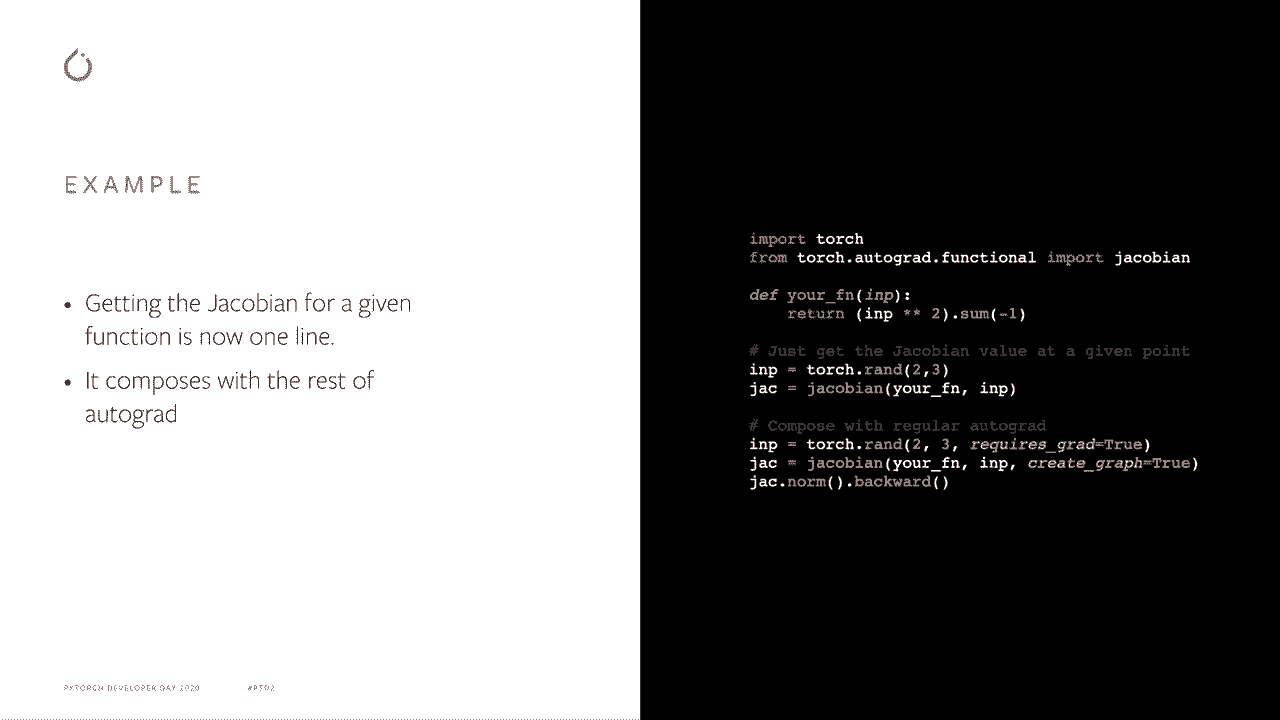 EXAMPLE
• Getting the Jacobian for a given
function is now one line.
• It composes with the rest of
autograd
import torch
from torch.autograd.functional import jacobian
def your_fn(inp):
    return (inp ** 2).sum(-1)
# Just get the Jacobian value at a given point
inp = torch.rand(2,3)
jac = jacobian(your_fn, inp)
# Compose with regular autograd
inp = torch.rand(2, 3, requires_grad=True)
jac = jacobian(your_fn, inp, create_graph=True)
jac.norm().backward()
PYTORCH DEVELOPER DAY 2020
#PTD2